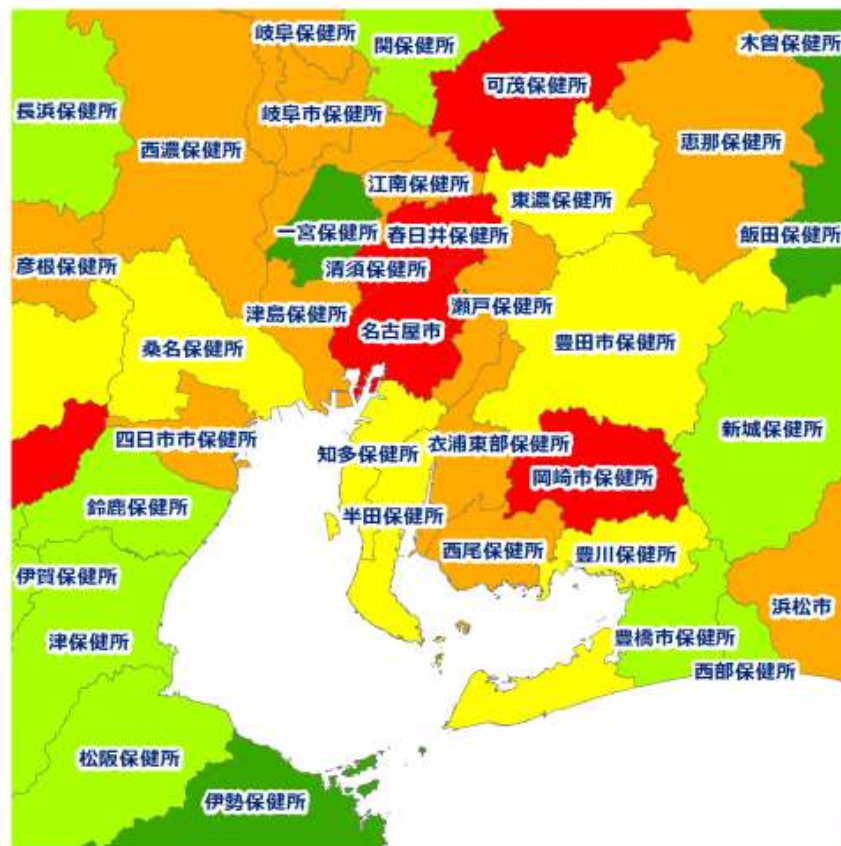 岐阜保健所
関保健所
木曽保健所
可茂保健所
長浜保健所
岐阜市保健所
西濃保健所
恵那保健所
江南保健所
東濃保健所
一宮保健所
春日井保健所
飯田保健所
彦根保健所
清須保健所
津島保健所
瀬戸保健所
名古屋市
桑名保健所
豊田市保健所
四日市市保健所
衣浦東部保健所
新城保健所
知多保健所
岡崎市保健所
鈴鹿保健所
半田保健所
西尾保健所
豊川保健所
伊賀保健所
浜松市
津保健所
豊橋市保健所
西部保健所
松阪保健所
伊勢保健所